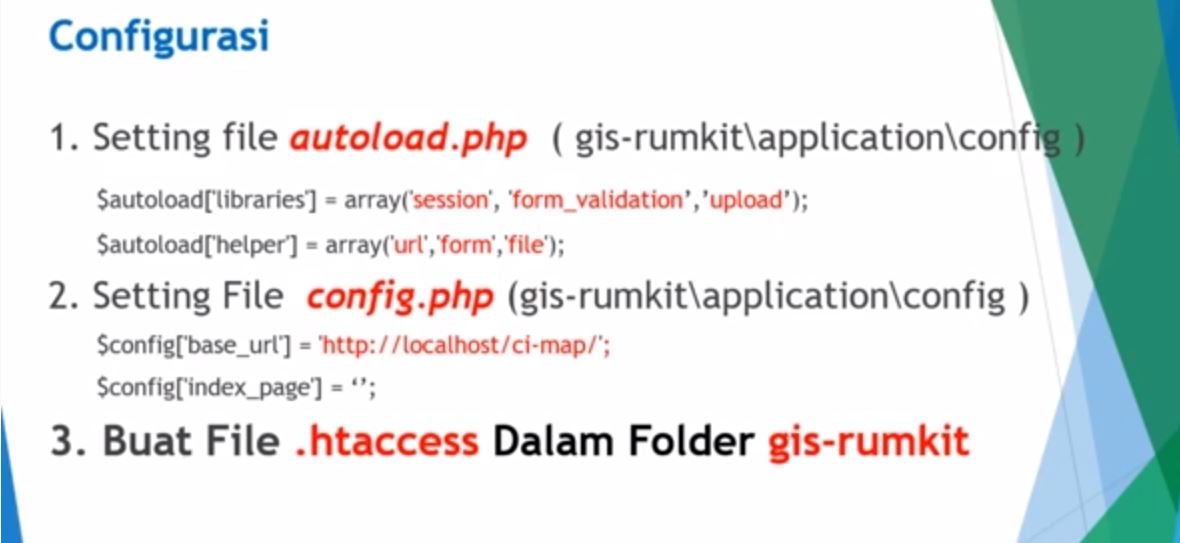 Configurasi
1. Setting file autoload.php ( gis-rumkit\application\config )
$autoload['libraries'] = array('session', 'form_validation’,’upload’);
$autoload['helper'] = array('url','form','file');
2. Setting File config.php (gis-rumkit\application\config )
$config['base_url'] = 'http://localhost/ci-map/';
$config['index_page'] = ‘’;
3. Buat File .htaccess Dalam Folder gis-rumkit